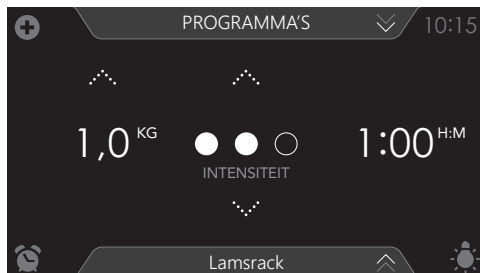 PROGRAMMA'S 10:15
1,0 KG 1:00 H:M
INTENSITEIT
Lamsrack